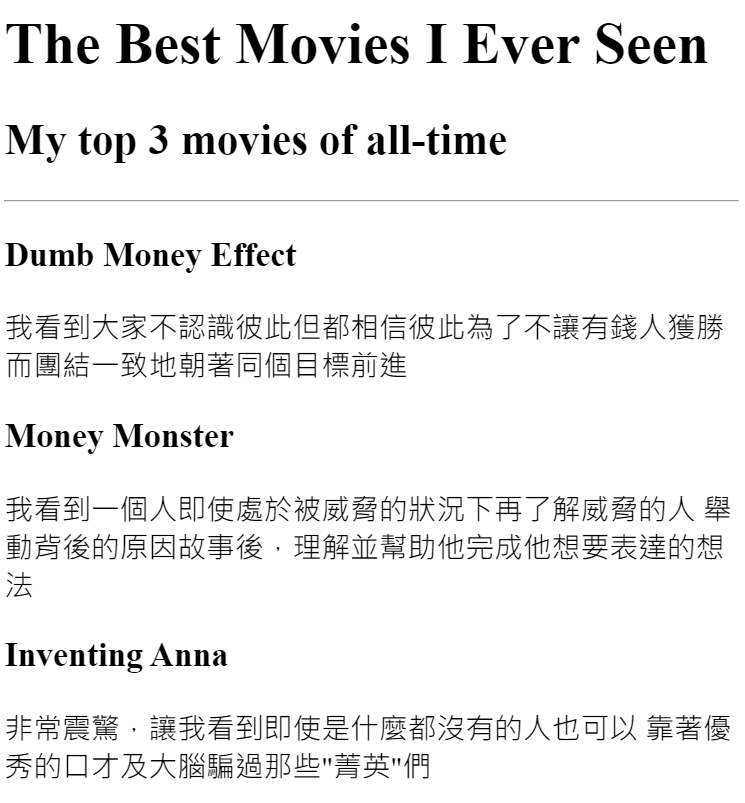 The Best Movies I Ever Seen
My top 3 movies of all-time
Dumb Money Effect
我看到大家不認識彼此但都相信彼此為了不讓有錢人獲勝
而團結一致地朝著同個目標前進
Money Monster
我看到一個人即使處於被威脅的狀況下再了解威脅的人 舉
動背後的原因故事後，理解並幫助他完成他想要表達的想
法
Inventing Anna
非常震驚，讓我看到即使是什麼都沒有的人也可以 靠著優
秀的口才及大腦騙過那些"菁英"們